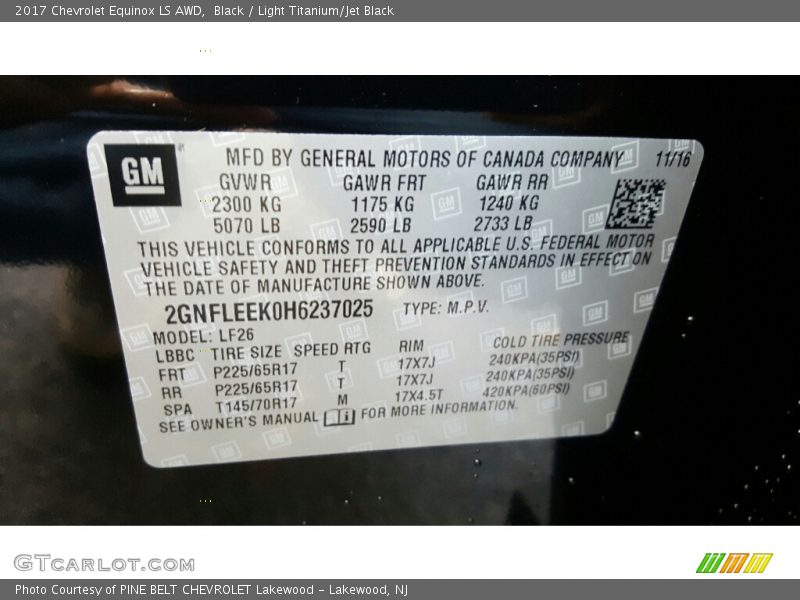 2017 Chevrolet Equinox LS AWD,  Black / Light Titanium/Jet Black
GM
MFD BY GENERAL MOTORS OF CANADA COMPANY 11/16
GVWR GAWR FRT GAWR RR
2300 KG 1175 KG 1240 KG
5070 LB 2590 LB 2733 LB
THIS VEHICLE CONFORMS TO ALL APPLICABLE U.S. FEDERAL MOTOR
VEHICLE SAFETY AND THEFT PREVENTION STANDARDS IN EFFECT ON
THE DATE OF MANUFACTURE SHOWN ABOVE.
2GNFLEEK0H6237025 TYPE: M.P.V.
MODEL: LF26
LBBC TIRE SIZE SPEED RTG RIM COLD TIRE PRESSURE
FRT P225/65R17 T 17X7J 240KPA(35PSI)
RR P225/65R17 T 17X7J 240KPA(35PSI)
SPA T145/70R17 M 17X4.5T 420KPA(60PSI)
SEE OWNER'S MANUAL FOR MORE INFORMATION.
GTCARLOT.COM
Photo Courtesy of PINE BELT CHEVROLET Lakewood - Lakewood, NJ